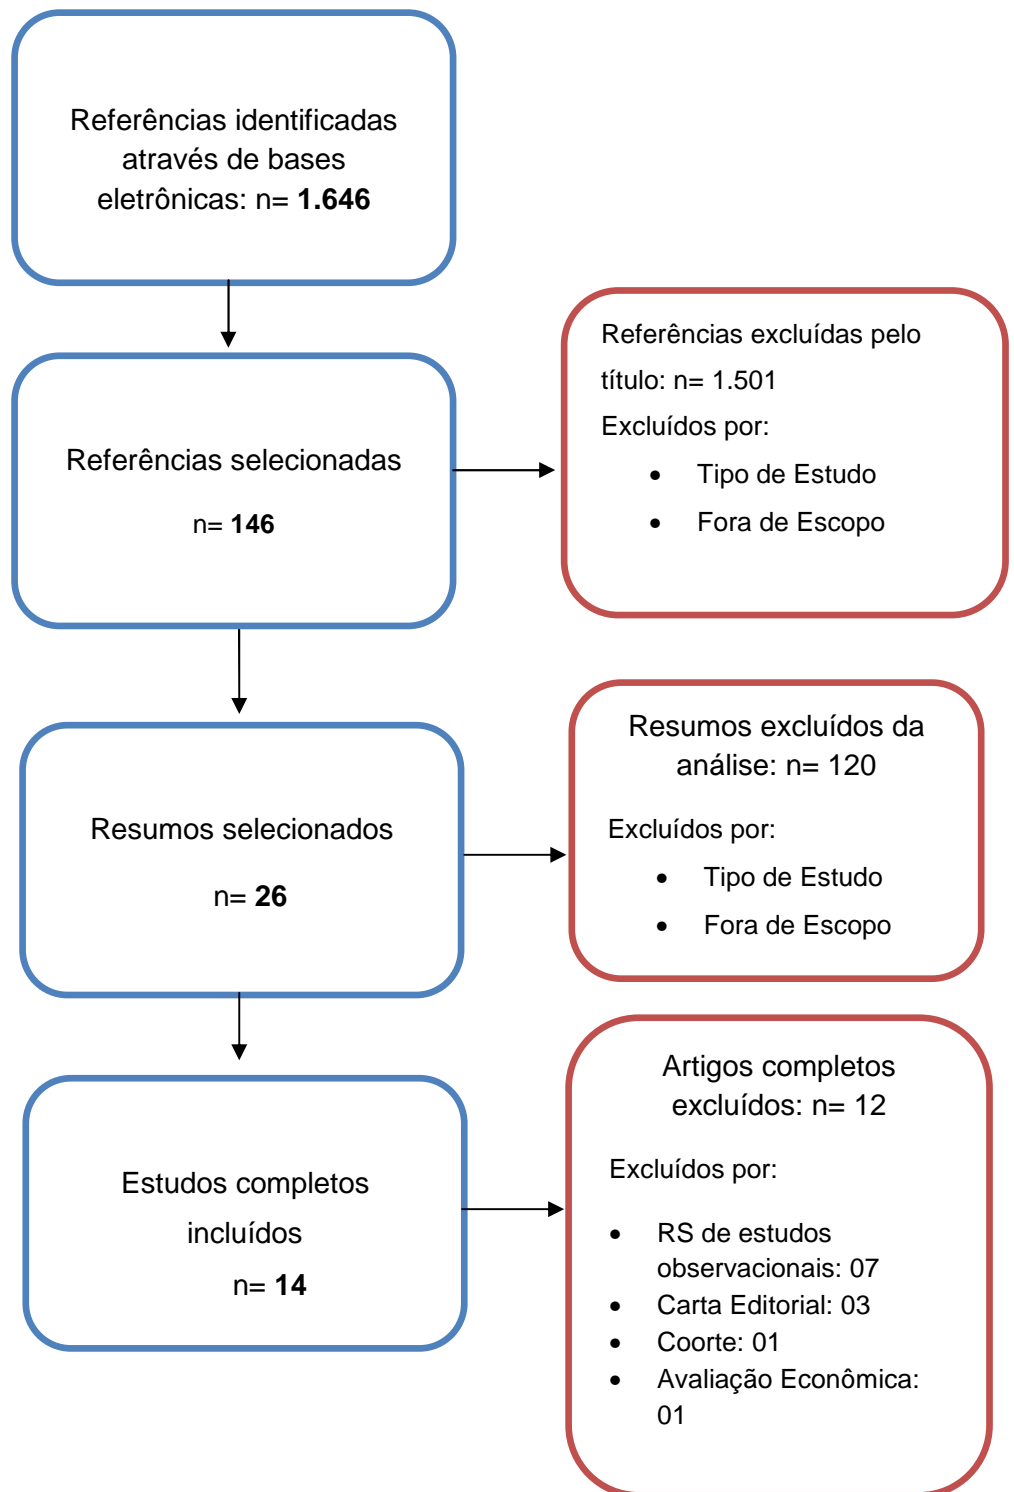 Referências identificadas
através de bases
eletrônicas: n= 1.646
Referências excluídas pelo
título: n= 1.501
Excluídos por:
• Tipo de Estudo
• Fora de Escopo
Referências selecionadas
n= 146
Resumos excluídos da
análise: n= 120
Excluídos por:
• Tipo de Estudo
• Fora de Escopo
Resumos selecionados
n= 26
Artigos completos
excluídos: n= 12
Excluídos por:
• RS de estudos
observacionais: 07
• Carta Editorial: 03
• Coorte: 01
• Avaliação Econômica:
01
Estudos completos
incluídos
n= 14